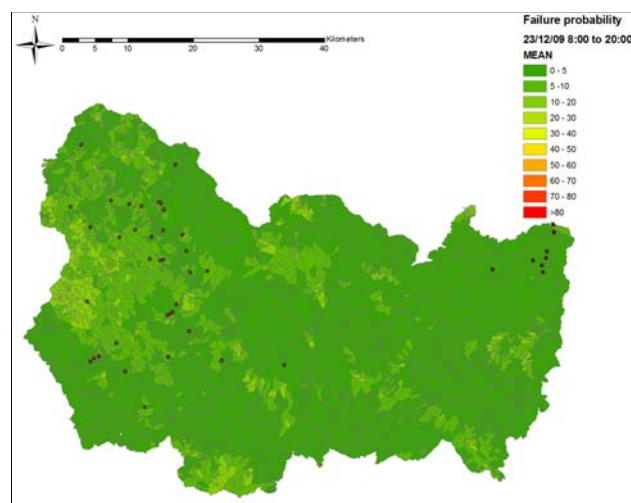 N
Kilometers
0 5 10 20 30 40
Failure probability
23/12/09 8:00 to 20:00
MEAN
0 - 5
5 -10
10 - 20
20 - 30
30 - 40
40 - 50
50 - 60
60 - 70
70 - 80
>80